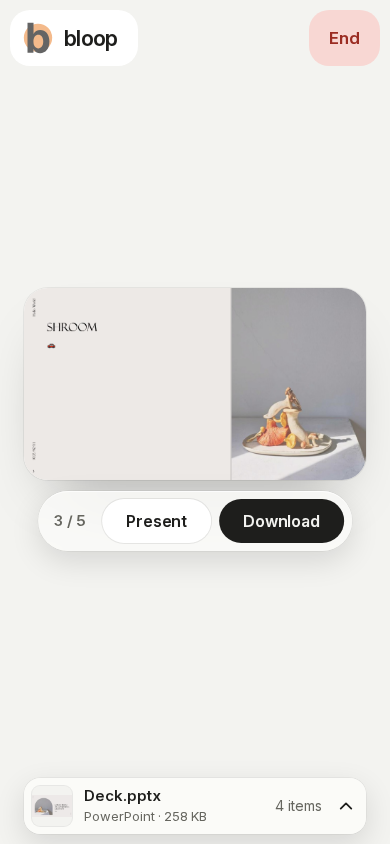 bloop
End
SHROOM
3 / 5
Present
Download
Deck.pptx
PowerPoint · 258 KB
4 items